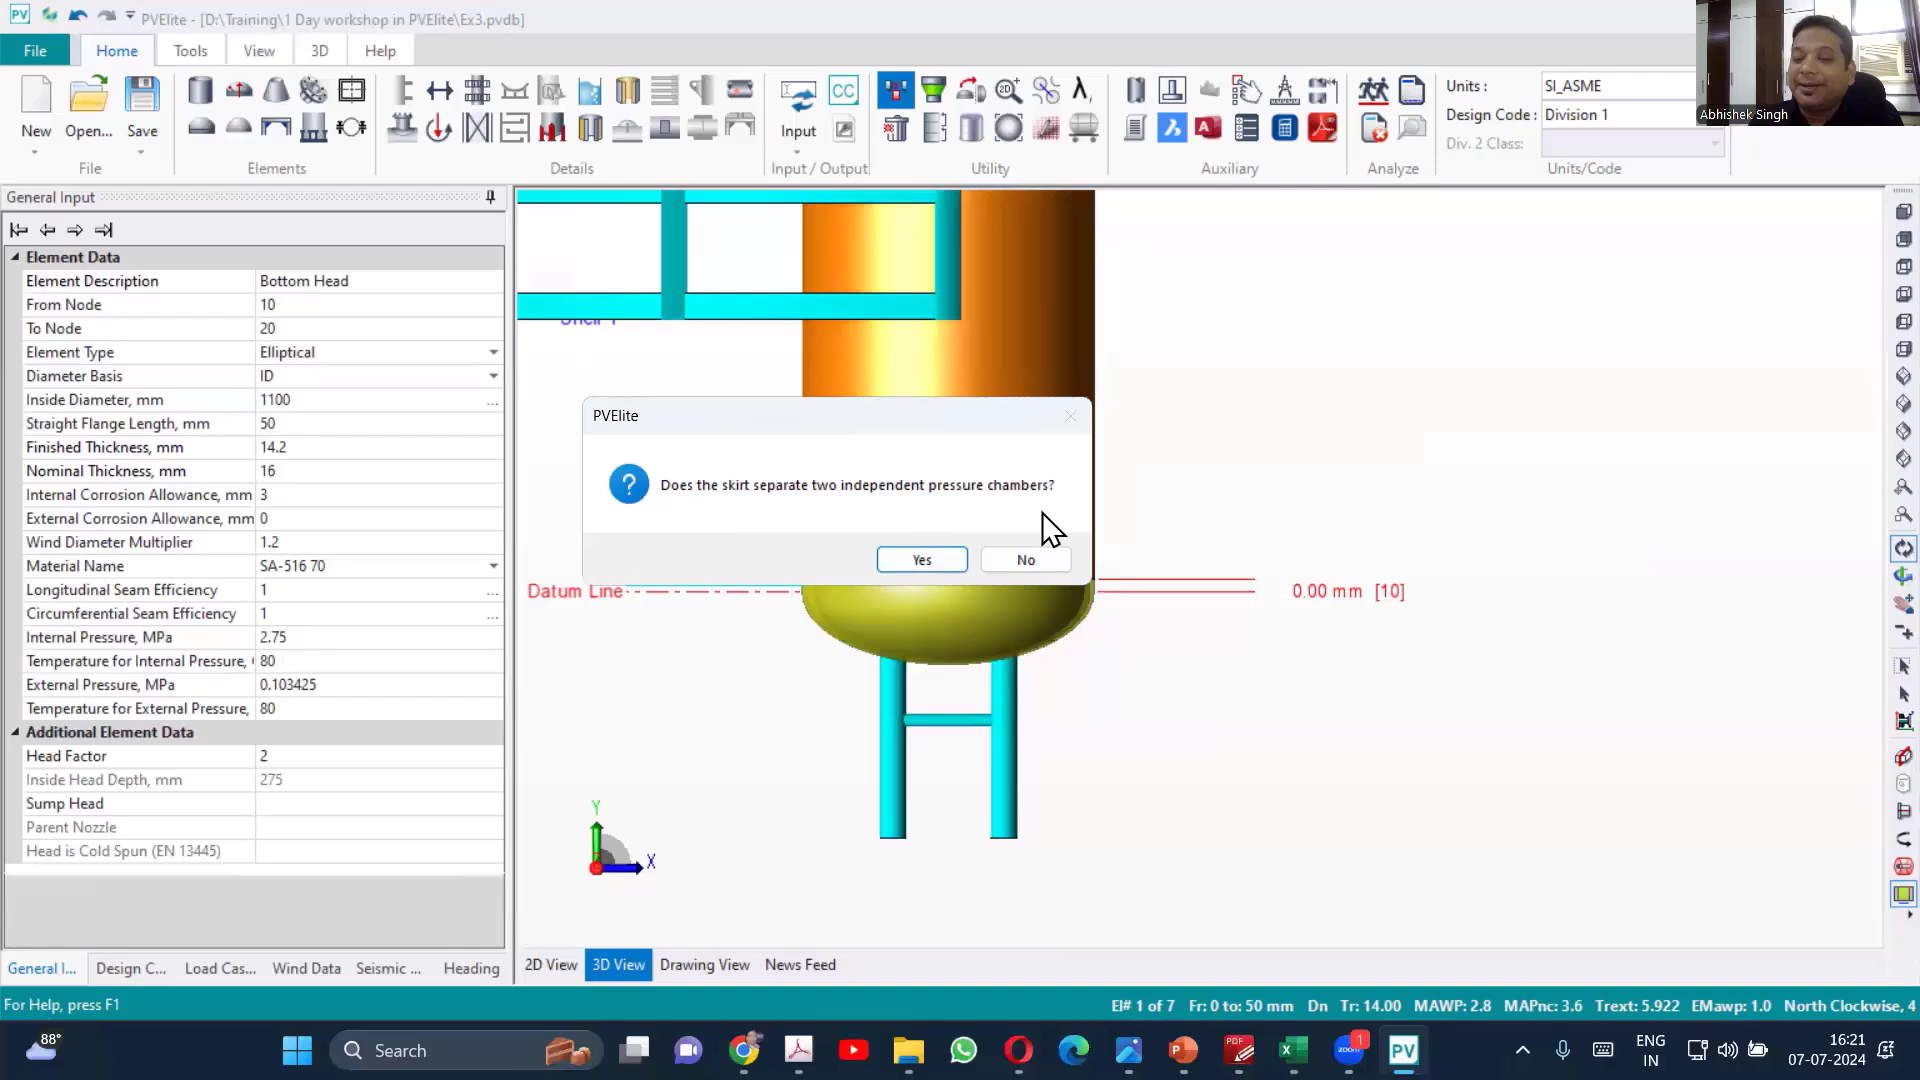 PV
PVElite - [D:\Training\1 Day workshop in PVElite\Ex3.pvdb]
File
Home
Tools
View
3D
Help
New
Open...
Save
CC
Input
2D
Units :
SI_ASME
Design Code :
Division 1
Div. 2 Class:
Abhishek Singh
File
Elements
Details
Input / Output
Utility
Auxiliary
Analyze
Units/Code
General Input
Element Data
Element Description
Bottom Head
From Node
10
To Node
20
Element Type
Elliptical
Diameter Basis
ID
Inside Diameter, mm
1100
...
Straight Flange Length, mm
50
Finished Thickness, mm
14.2
Nominal Thickness, mm
16
Internal Corrosion Allowance, mm
3
External Corrosion Allowance, mm
0
Wind Diameter Multiplier
1.2
Material Name
SA-516 70
Longitudinal Seam Efficiency
1
...
Circumferential Seam Efficiency
1
...
Internal Pressure, MPa
2.75
Temperature for Internal Pressure,
80
External Pressure, MPa
0.103425
Temperature for External Pressure,
80
Additional Element Data
Head Factor
2
Inside Head Depth, mm
275
Sump Head
Parent Nozzle
Head is Cold Spun (EN 13445)
PVElite
Does the skirt separate two independent pressure chambers?
Yes
No
Datum Line
0.00 mm [10]
Y
X
General I...
Design C...
Load Cas...
Wind Data
Seismic ...
Heading
2D View
3D View
Drawing View
News Feed
For Help, press F1
El# 1 of 7
Fr: 0 to: 50 mm
Dn
Tr: 14.00
MAWP: 2.8
MAPnc: 3.6
Trext: 5.922
EMawp: 1.0
North Clockwise, 4
88°
Search
zoom
1
PDF
PV
ENG
IN
16:21
07-07-2024